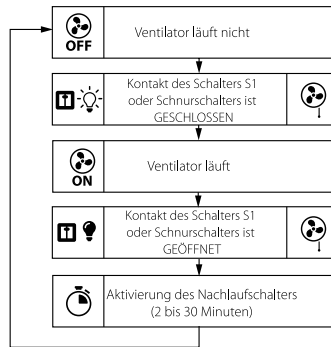 OFF
Ventilator läuft nicht
Kontakt des Schalters S1
oder Schnurschalters ist
GESCHLOSSEN
ON
Ventilator läuft
Kontakt des Schalters S1
oder Schnurschalters ist
GEÖFFNET
Aktivierung des Nachlaufschalters
(2 bis 30 Minuten)